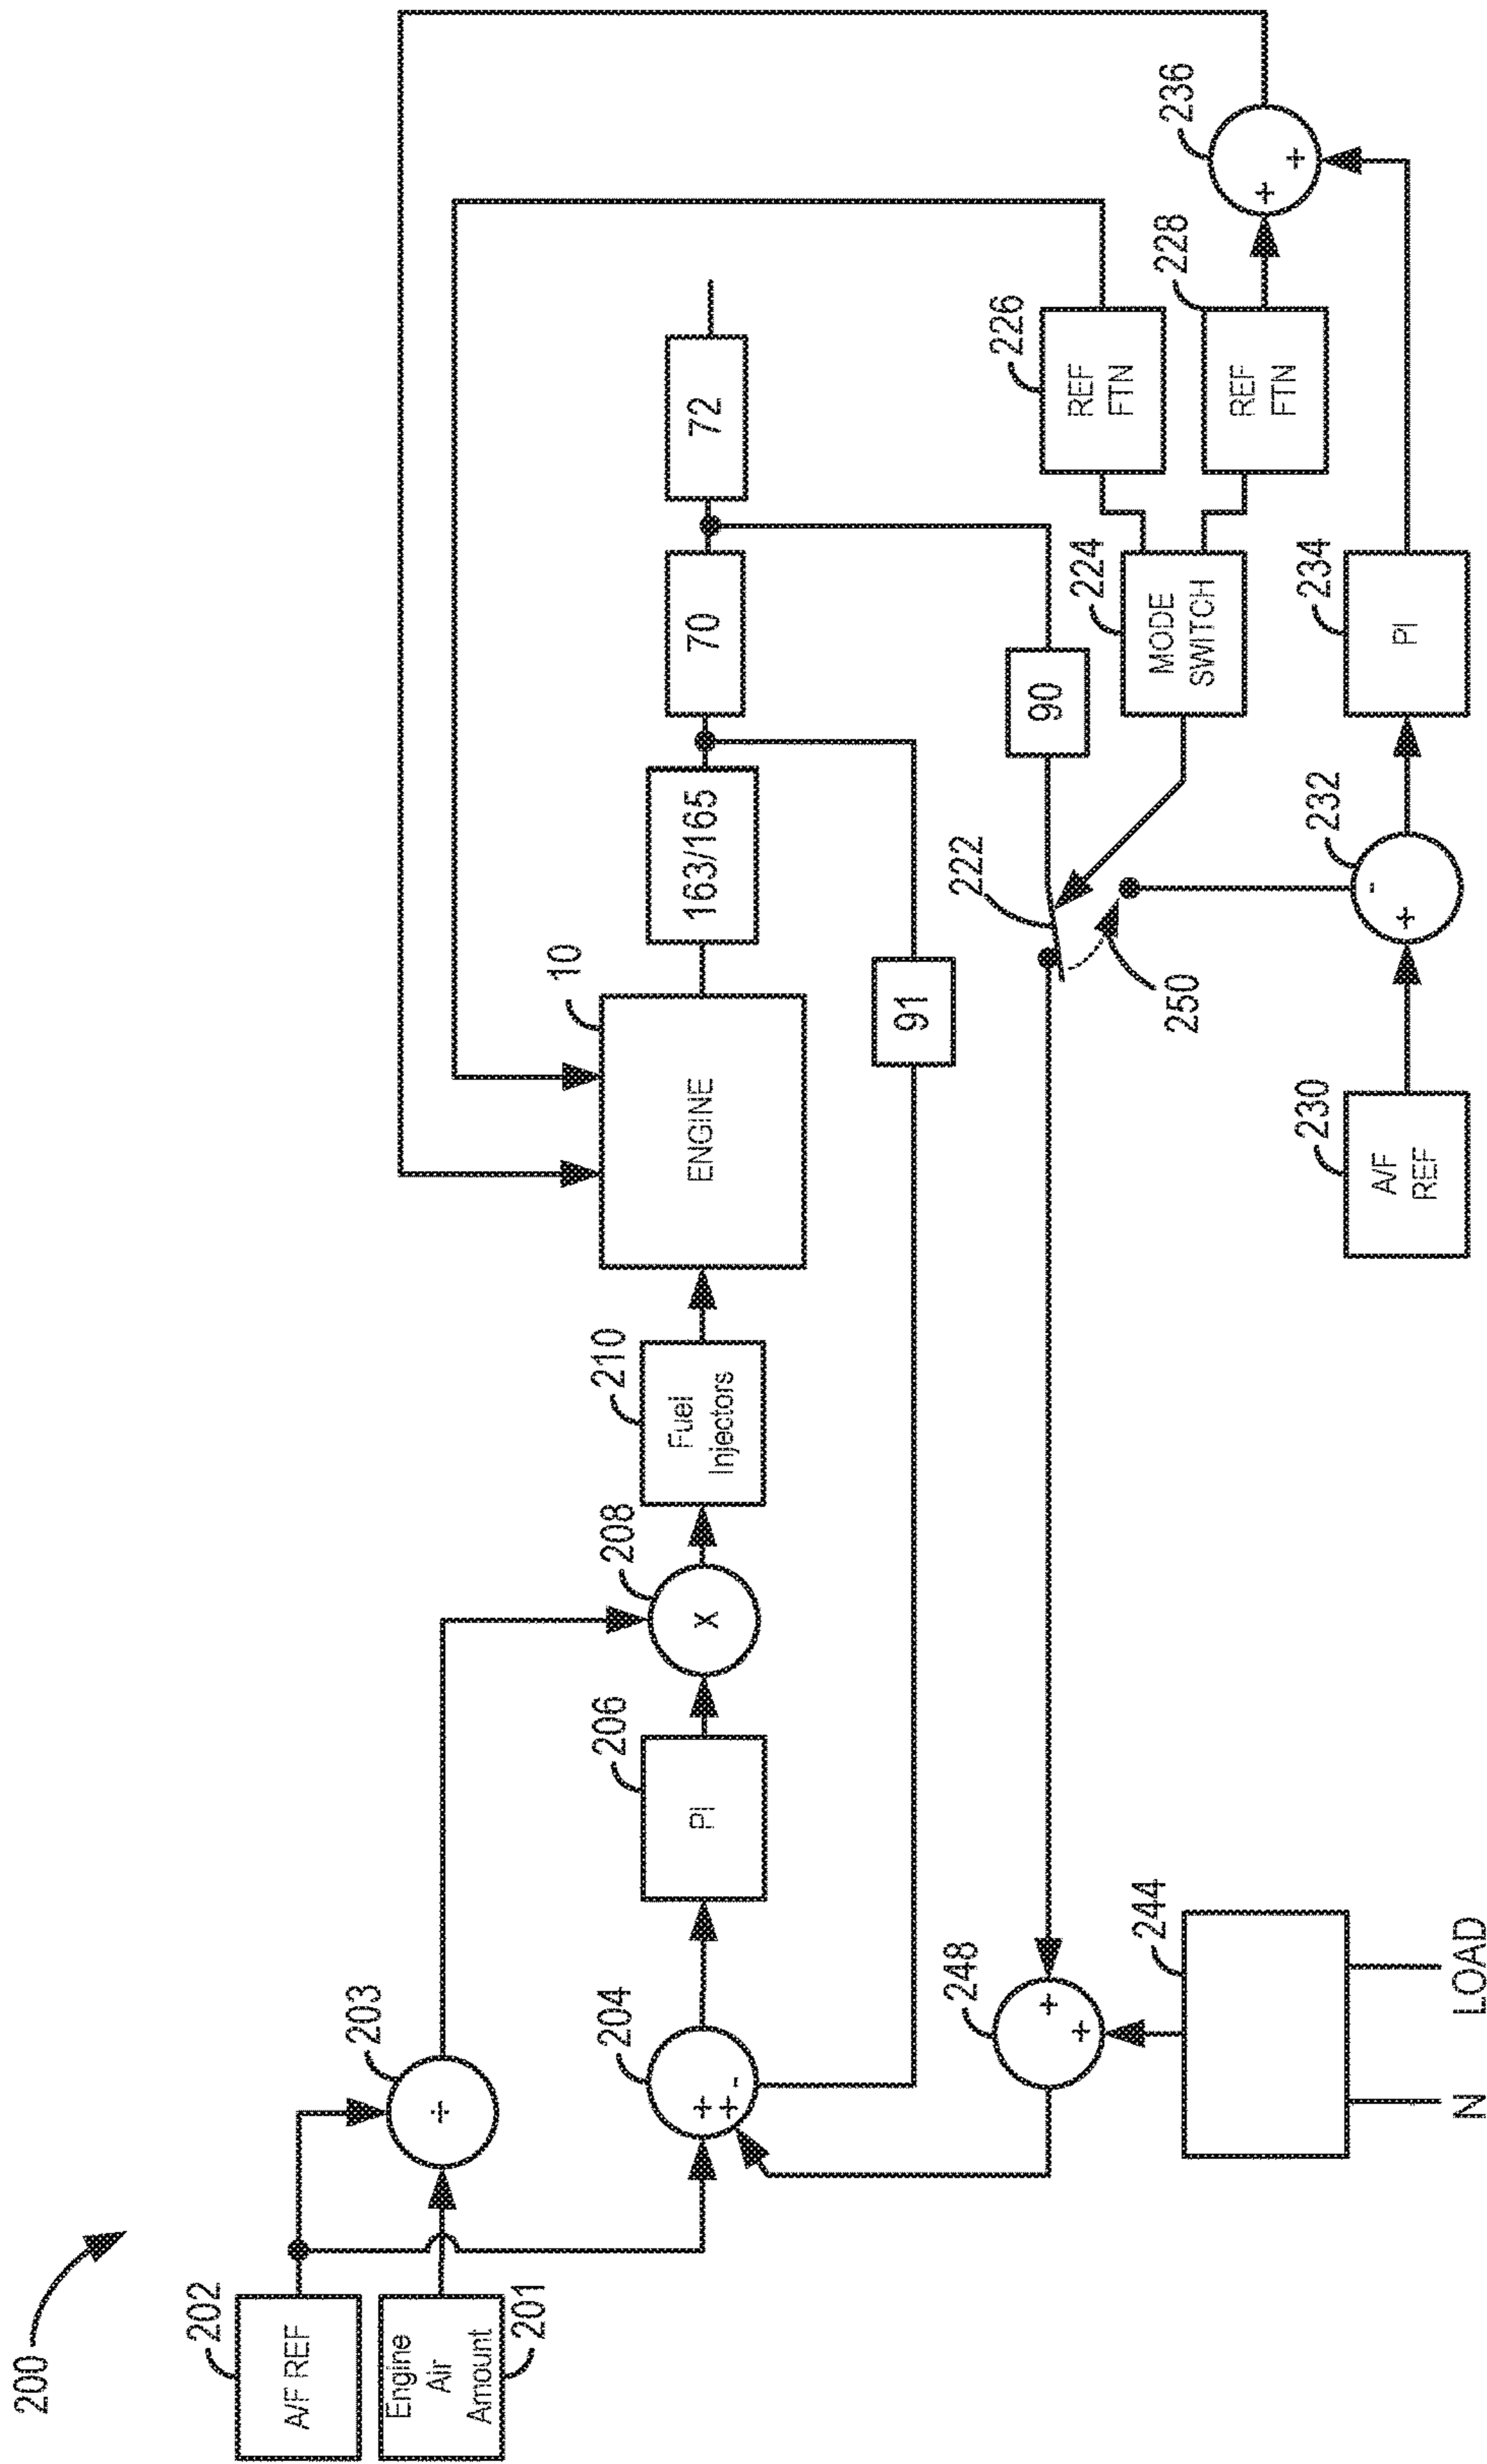 200
202
A/F REF
Engine
Air
Amount
201
203
÷
204
+
+
-
206
PI
208
X
210
Fuel
Injectors
10
ENGINE
163/165
70
72
91
90
222
250
224
MODE
SWITCH
226
REF
FTN
228
REF
FTN
236
+
+
230
A/F
REF
232
+
-
234
PI
248
+
+
244
N
LOAD